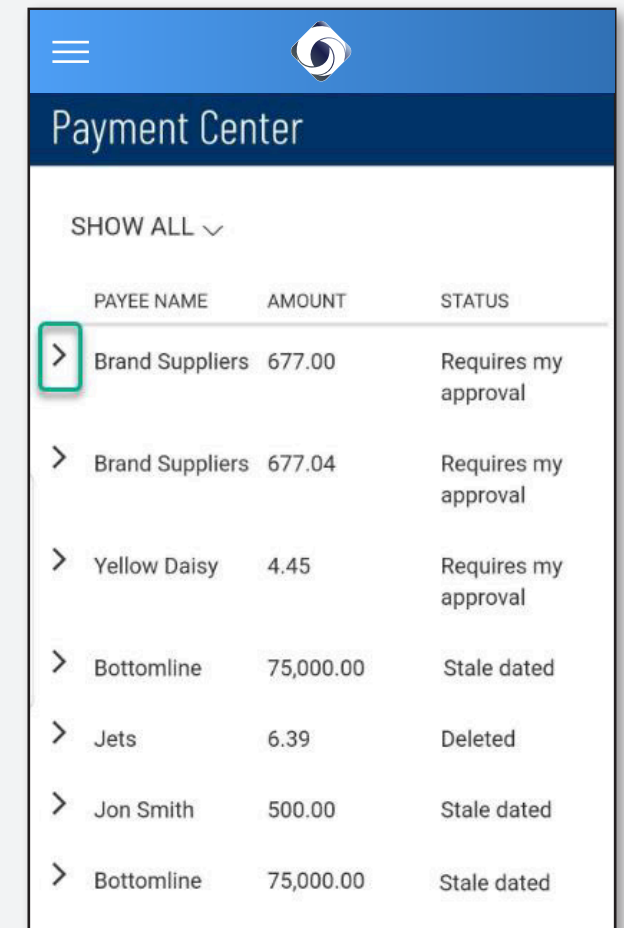 Payment Center
SHOW ALL
PAYEE NAME AMOUNT STATUS
Brand Suppliers 677.00 Requires my
approval
Brand Suppliers 677.04 Requires my
approval
Yellow Daisy 4.45 Requires my
approval
Bottomline 75,000.00 Stale dated
Jets 6.39 Deleted
Jon Smith 500.00 Stale dated
Bottomline 75,000.00 Stale dated